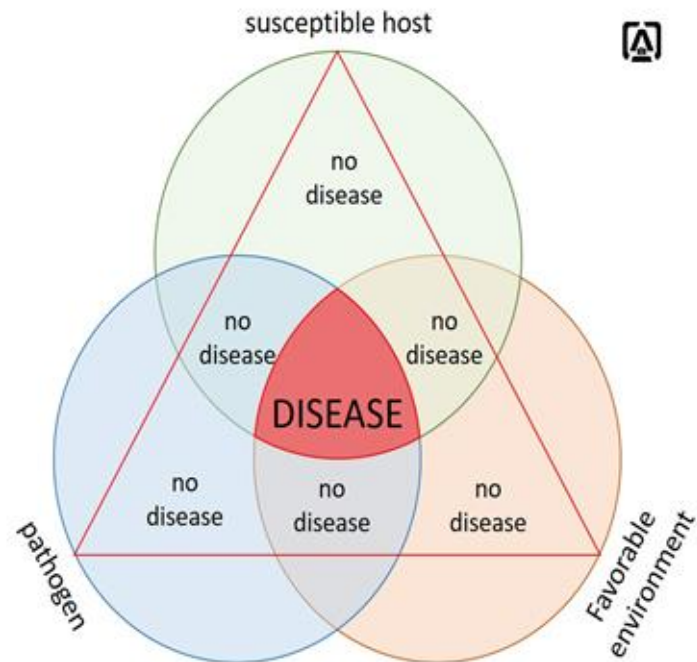 susceptible host
no
disease
no
disease
no
disease
DISEASE
no
disease
no
disease
no
disease
pathogen
Favorable
environment